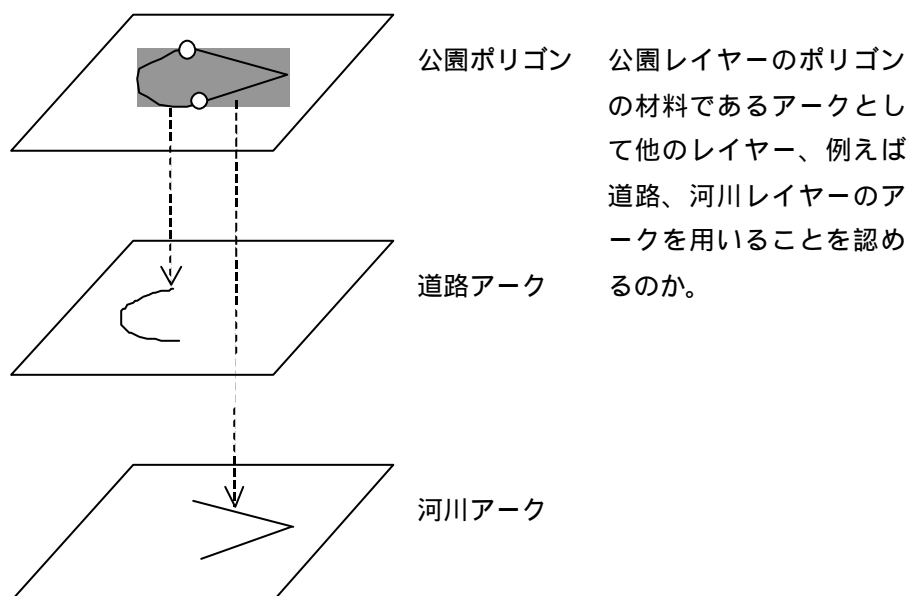 公園ポリゴン
公園レイヤーのポリゴン
の材料であるアークとし
て他のレイヤー、例えば
道路、河川レイヤーのア
ークを用いることを認め
るのか。
道路アーク
河川アーク